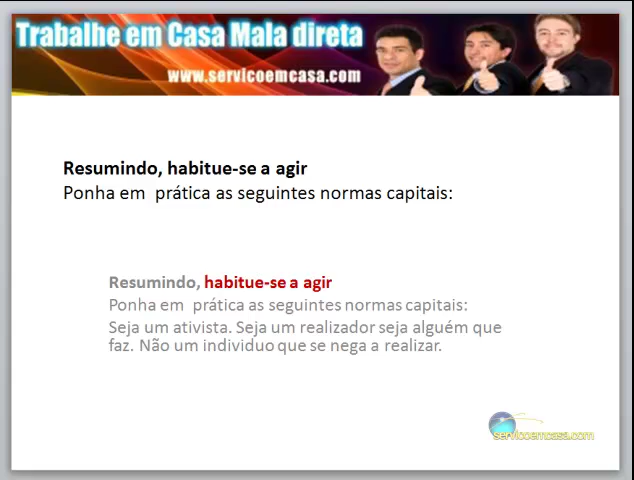 Trabalhe em Casa Mala direta
www.servicoemcasa.com
Resumindo, habitue-se a agir
Ponha em prática as seguintes normas capitais:
Resumindo, habitue-se a agir
Ponha em prática as seguintes normas capitais:
Seja um ativista. Seja um realizador seja alguém que
faz. Não um individuo que se nega a realizar.
servicoemcasa.com